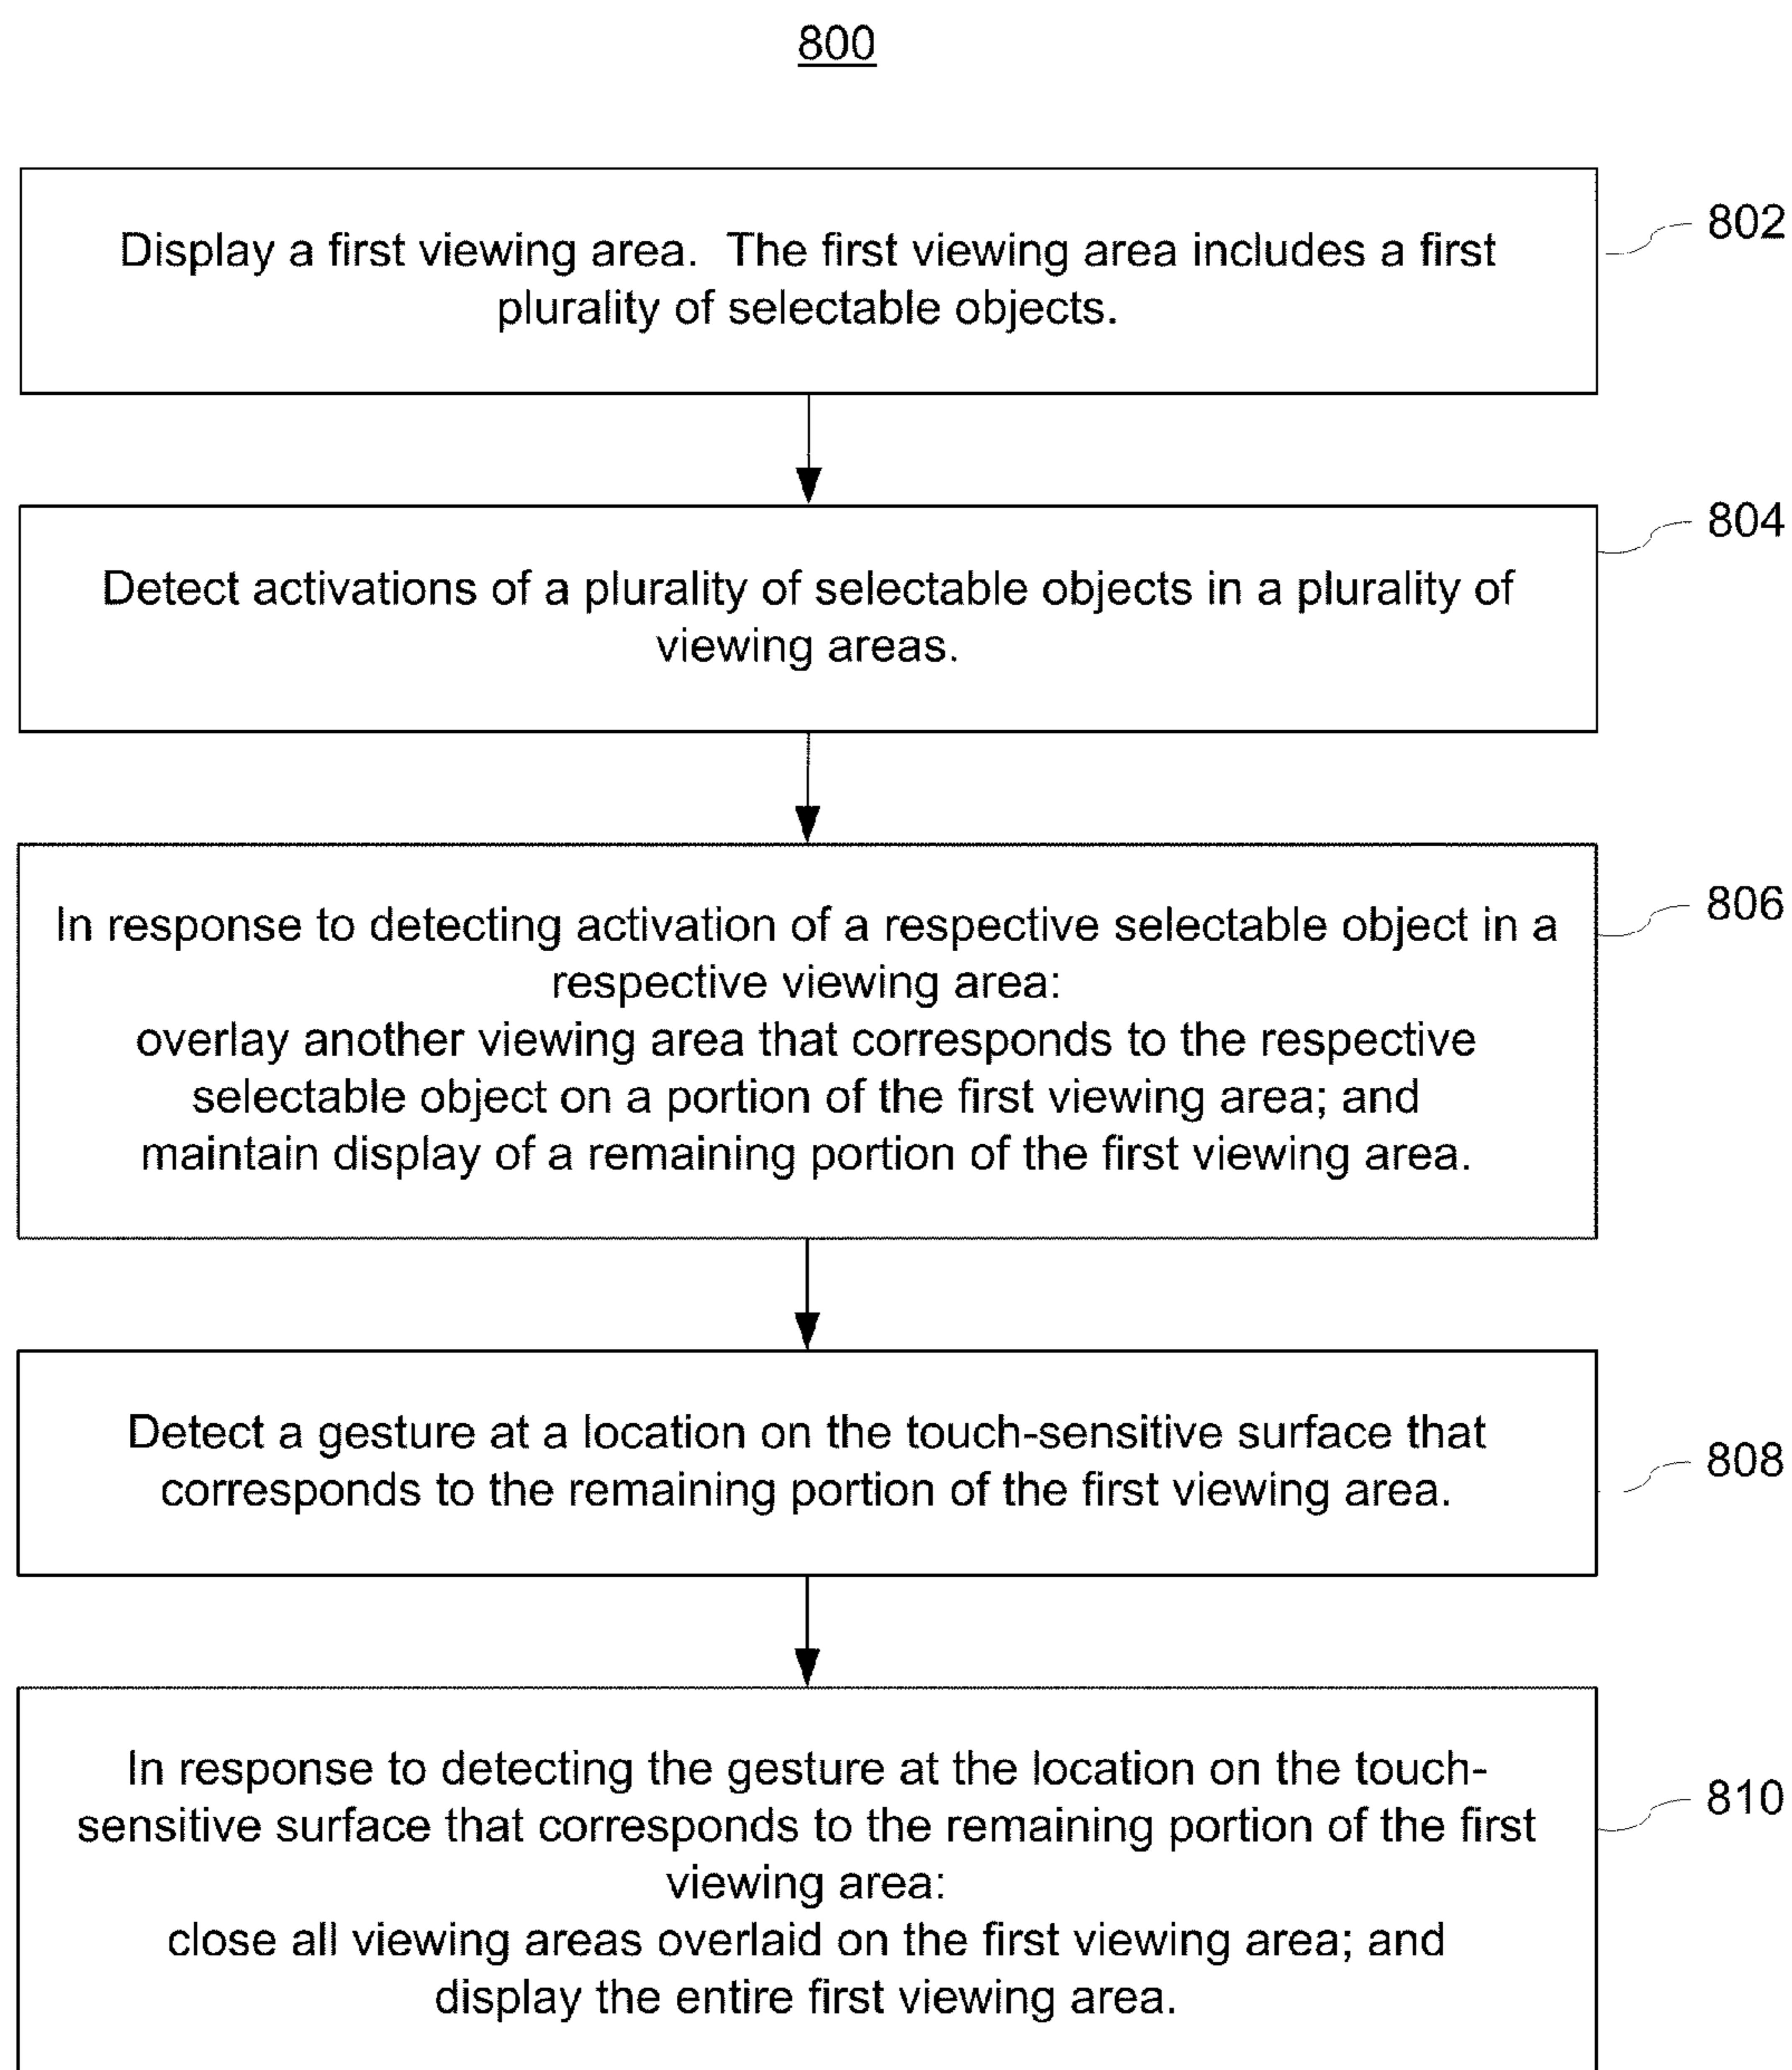 800
Display a first viewing area. The first viewing area includes a first
plurality of selectable objects.
802
Detect activations of a plurality of selectable objects in a plurality of
viewing areas.
804
In response to detecting activation of a respective selectable object in a
respective viewing area:
overlay another viewing area that corresponds to the respective
selectable object on a portion of the first viewing area; and
maintain display of a remaining portion of the first viewing area.
806
Detect a gesture at a location on the touch-sensitive surface that
corresponds to the remaining portion of the first viewing area.
808
In response to detecting the gesture at the location on the touch-
sensitive surface that corresponds to the remaining portion of the first
viewing area:
close all viewing areas overlaid on the first viewing area; and
display the entire first viewing area.
810